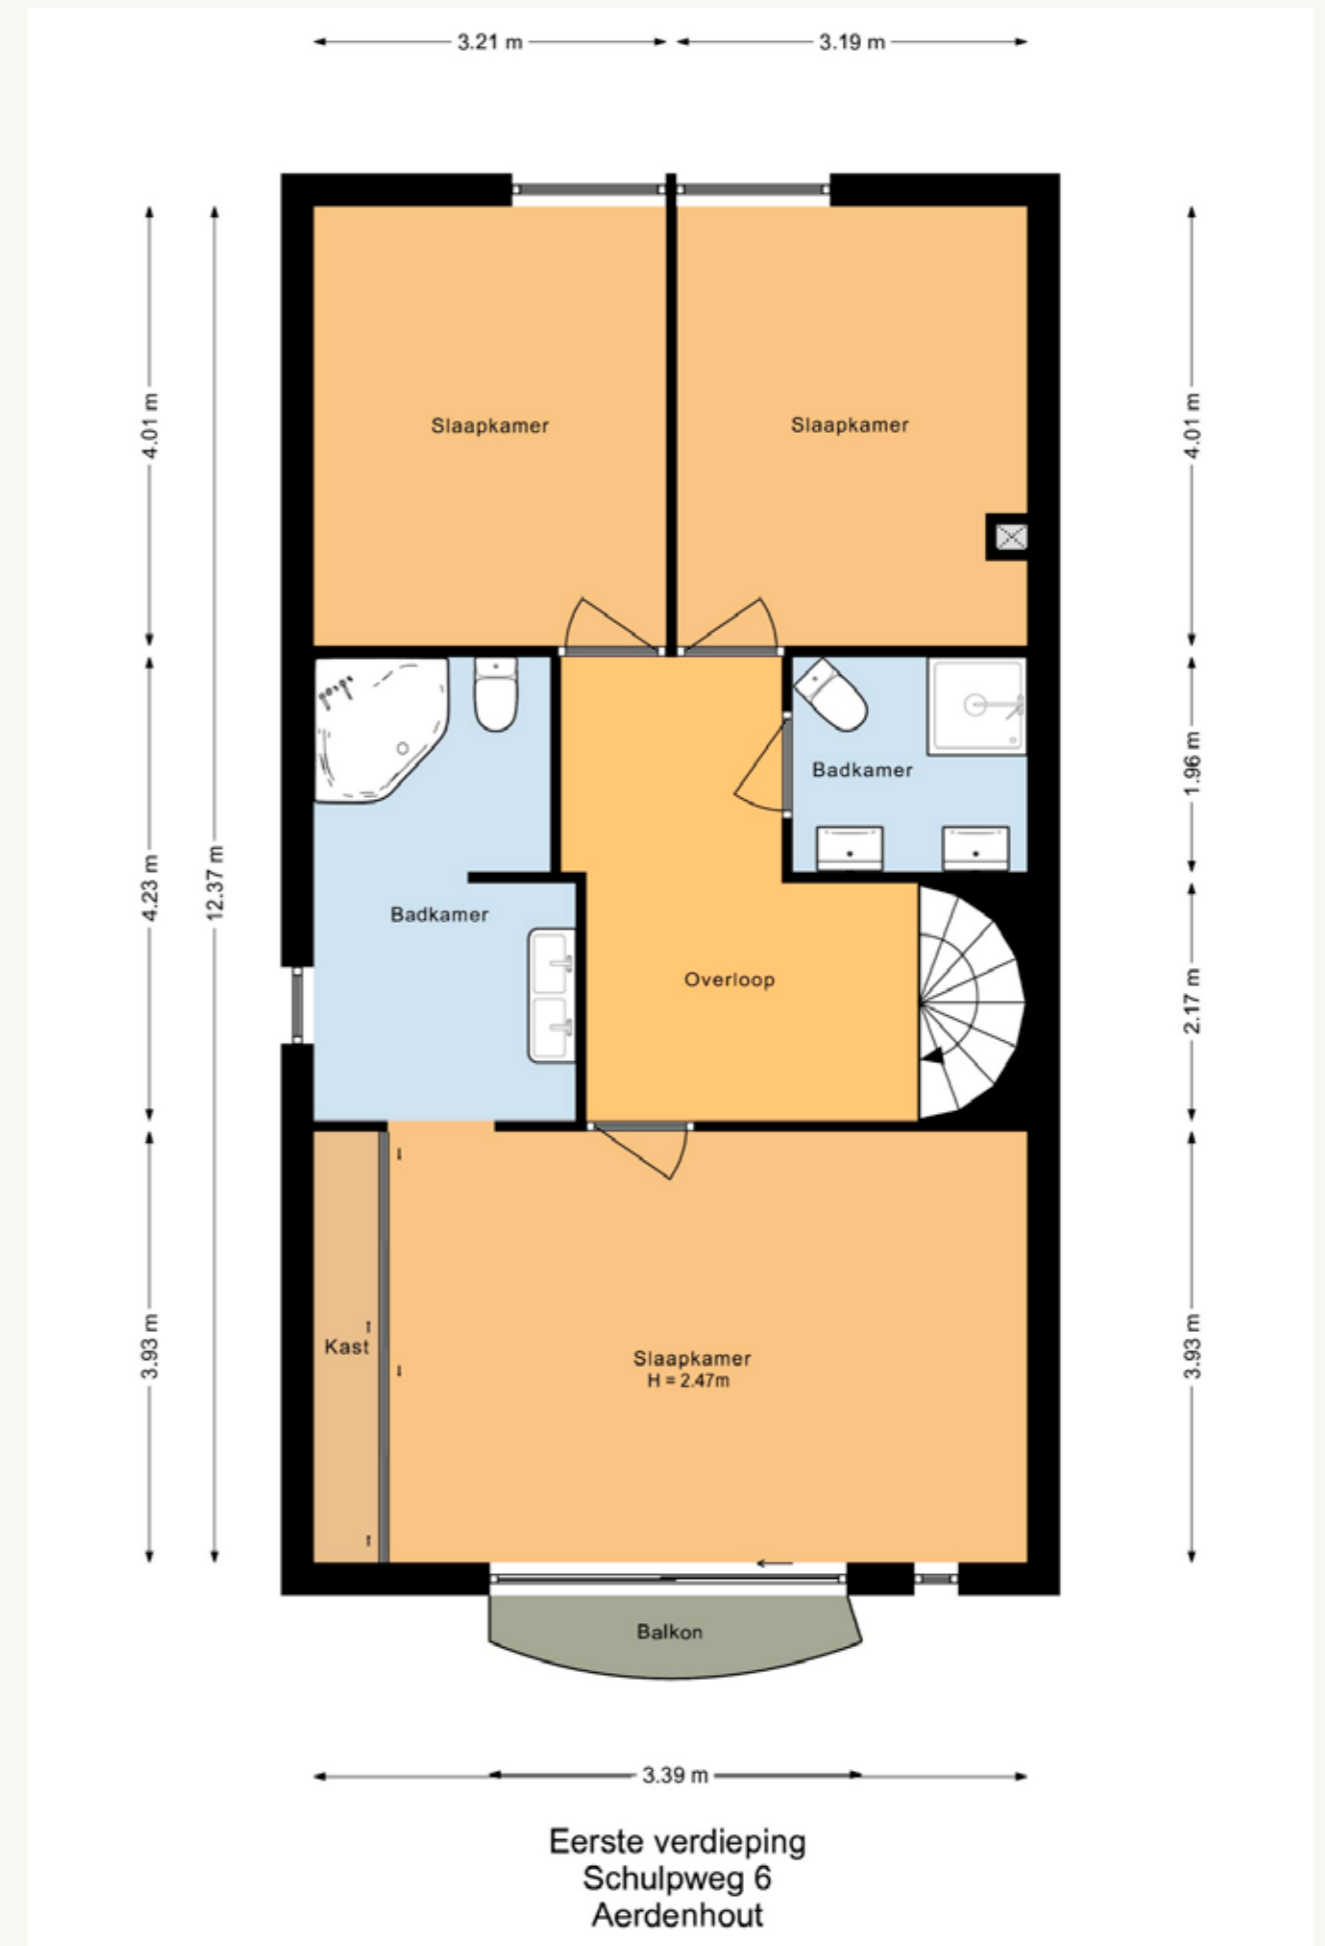 3.21 m
3.19 m
4.01 m
4.01 m
Slaapkamer
Slaapkamer
4.23 m
12.37 m
1.96 m
Badkamer
Badkamer
Overloop
2.17 m
3.93 m
Kast
Slaapkamer
H = 2.47m
3.93 m
Balkon
3.39 m
Eerste verdieping
Schulpweg 6
Aerdenhout